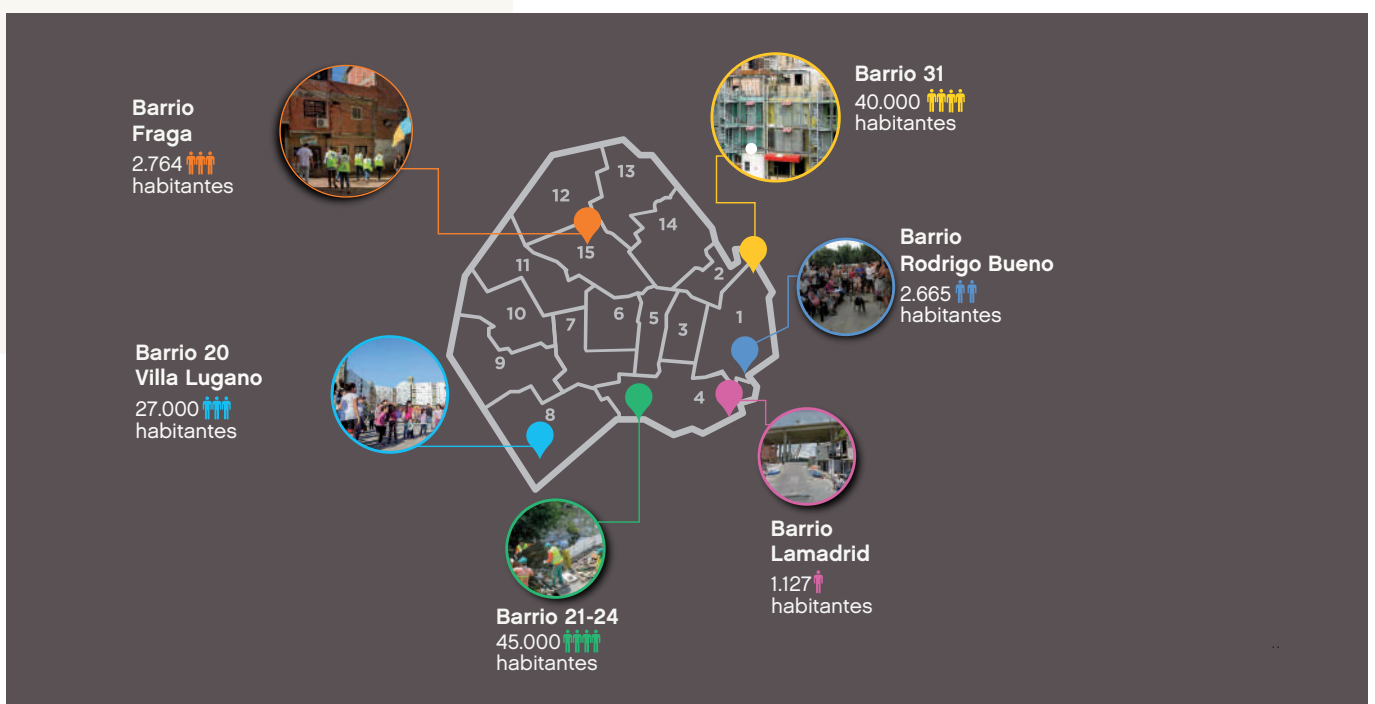 Barrio
Fraga
2.764
habitantes
Barrio 31
40.000
habitantes
Barrio
Rodrigo Bueno
2.665
habitantes
Barrio 20
Villa Lugano
27.000
habitantes
13
12
14
15
11
2
10
7
6
5
3
1
9
8
4
Barrio
Lamadrid
1.127
habitantes
Barrio 21-24
45.000
habitantes
..